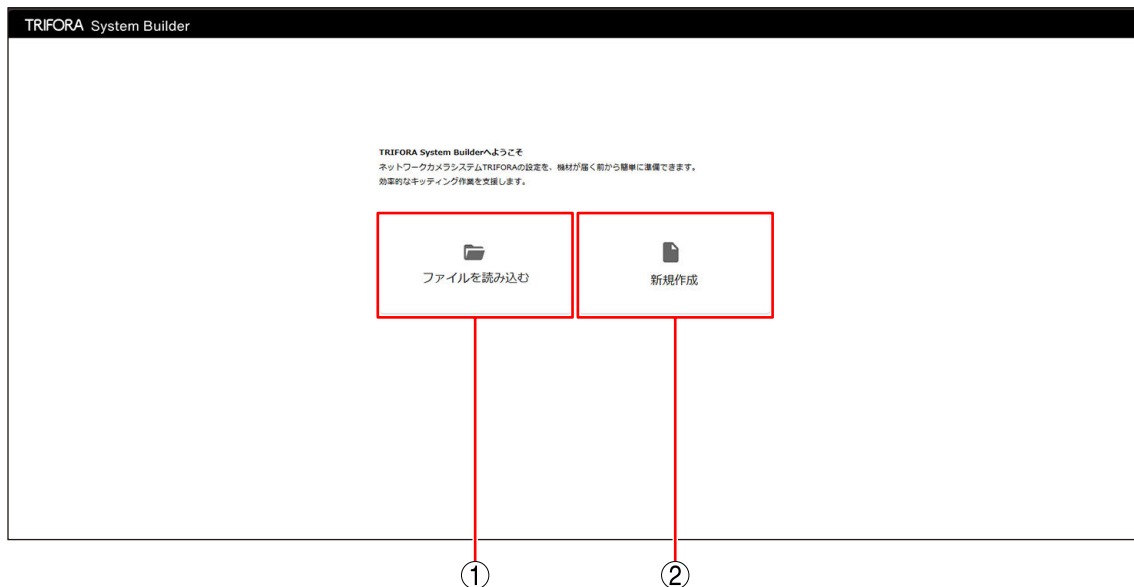 TRIFORA System Builder
TRIFORA System Builderへようこそ
ネットワークカメラシステムTRIFORAの設定を、機材が届く前から簡単に準備できます。
効率的なキッティング作業を支援します。
ファイルを読み込む
新規作成
①
②